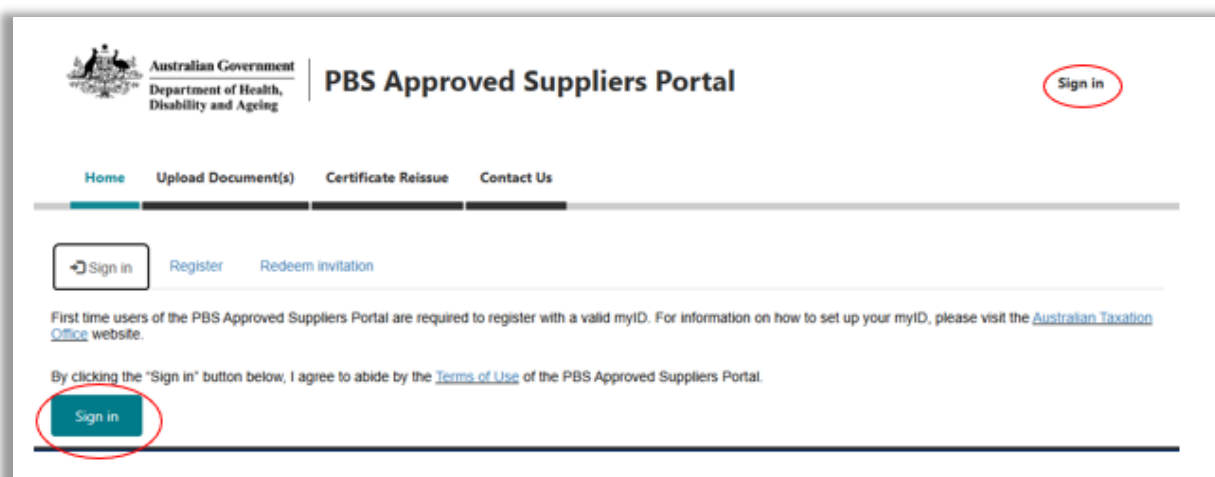 Australian Government
Department of Health,
Disability and Ageing
PBS Approved Suppliers Portal
Sign in
Home Upload Document(s) Certificate Reissue Contact Us
Sign in Register Redeem invitation
First time users of the PBS Approved Suppliers Portal are required to register with a valid myID. For information on how to set up your myID, please visit the Australian Taxation
Office website.
By clicking the "Sign in" button below, I agree to abide by the Terms of Use of the PBS Approved Suppliers Portal.
Sign in